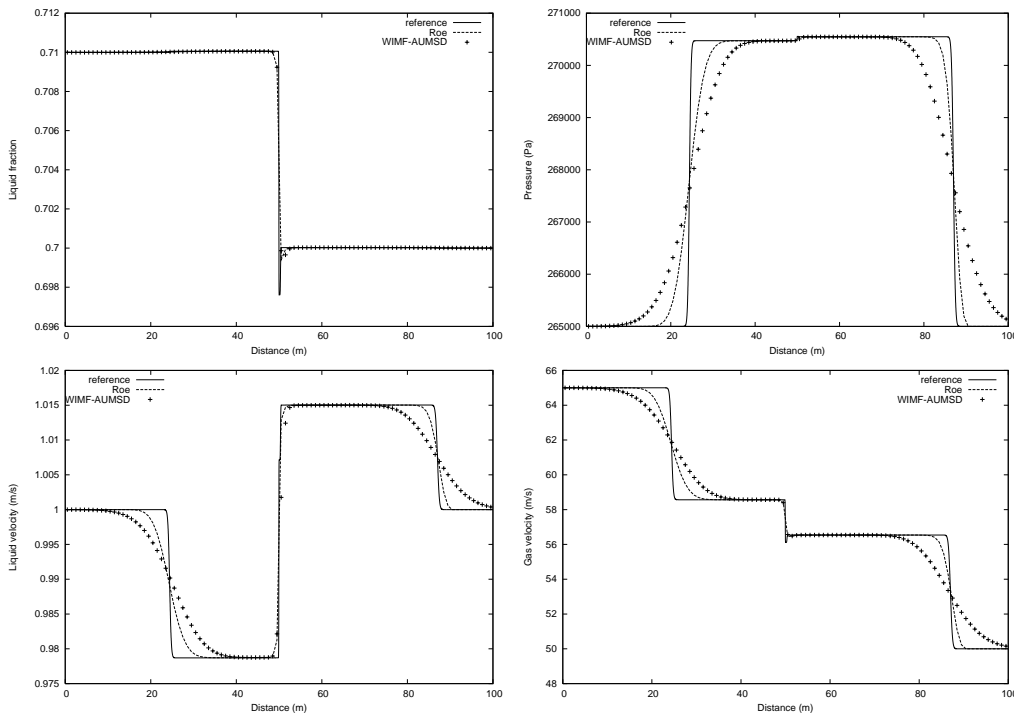 0.712
0.71
0.708
0.706
0.704
0.702
0.7
0.698
0.696
0 20 40 60 80 100
Liquid fraction
Distance (m)
reference
Roe
WIMF-AUMSD
271000
270000
269000
268000
267000
266000
265000
0 20 40 60 80 100
Pressure (Pa)
Distance (m)
reference
Roe
WIMF-AUMSD
1.02
1.015
1.01
1.005
1
0.995
0.99
0.985
0.98
0.975
0 20 40 60 80 100
Liquid velocity (m/s)
Distance (m)
reference
Roe
WIMF-AUMSD
66
64
62
60
58
56
54
52
50
48
0 20 40 60 80 100
Gas velocity (m/s)
Distance (m)
reference
Roe
WIMF-AUMSD